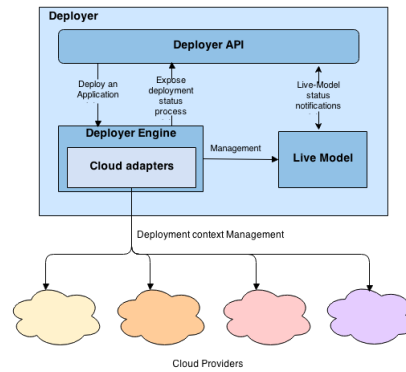 Deployer
Deployer API
Deploy an
Application
Expose
deployment
status
process
Live-Model
status
notifications
Deployer Engine
Cloud adapters
Management
Live Model
Deployment context Management
Cloud Providers